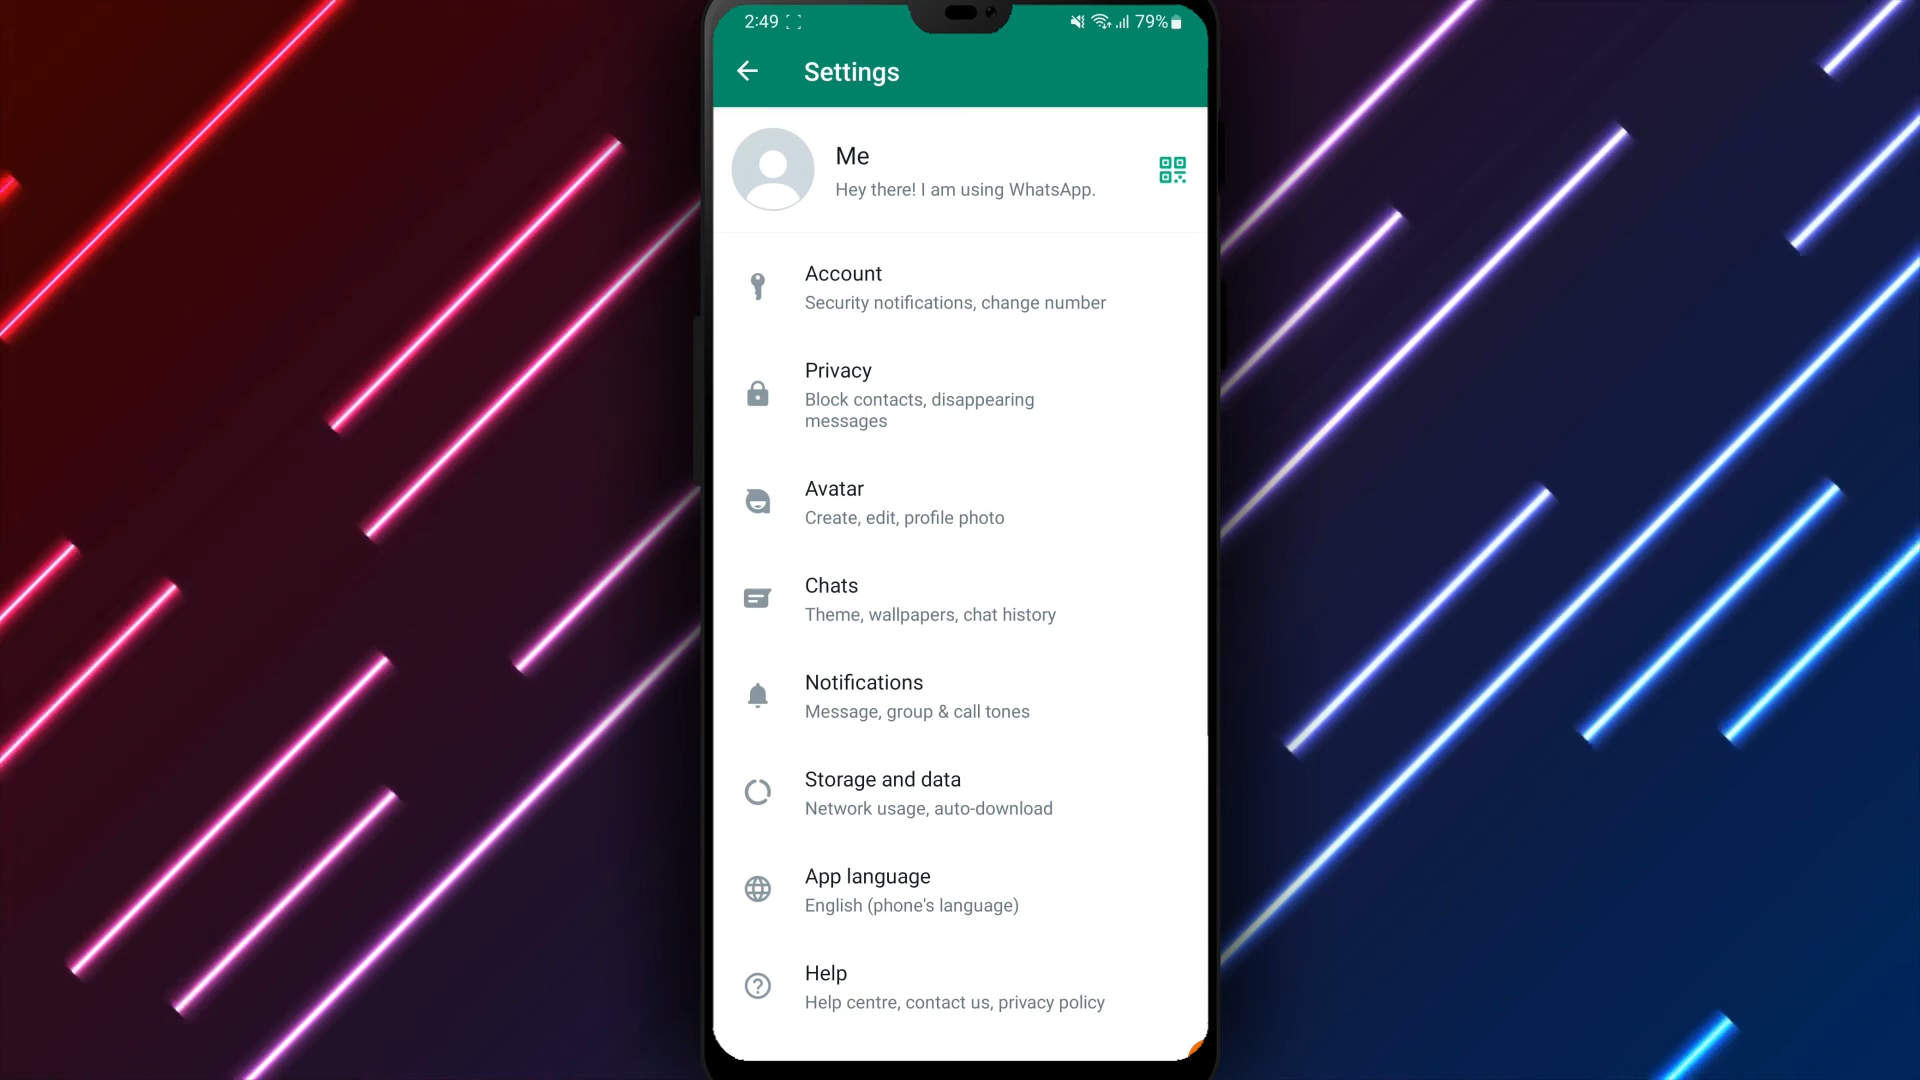 2:49 79%
Settings
Me
Hey there! I am using WhatsApp.
Account
Security notifications, change number
Privacy
Block contacts, disappearing
messages
Avatar
Create, edit, profile photo
Chats
Theme, wallpapers, chat history
Notifications
Message, group & call tones
Storage and data
Network usage, auto-download
App language
English (phone's language)
Help
Help centre, contact us, privacy policy